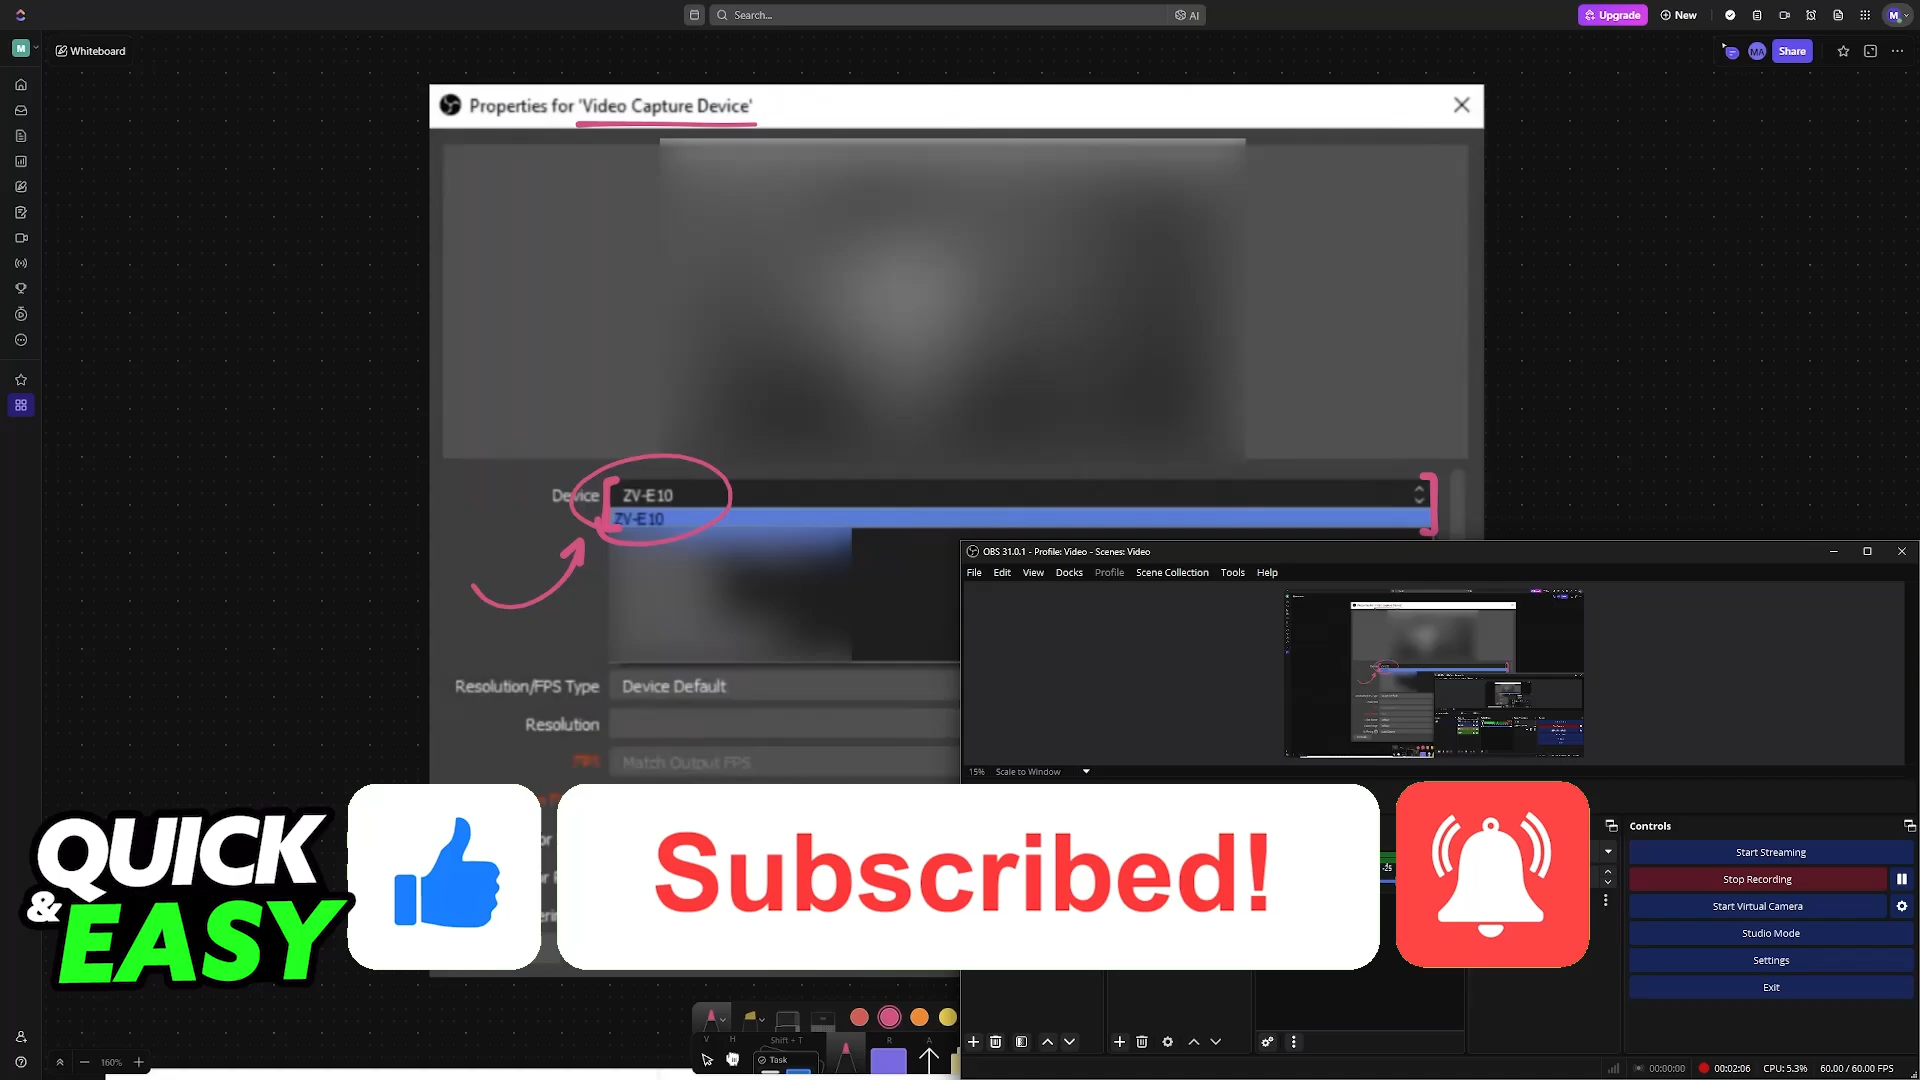 Search...
AI
Upgrade
New
M
M
Whiteboard
MA
Share
Properties for 'Video Capture Device'
Device
ZV-E10
ZV-E10
Resolution/FPS Type
Device Default
Resolution
FPS
Match Output FPS
OBS 31.0.1 - Profile: Video - Scenes: Video
File
Edit
View
Docks
Profile
Scene Collection
Tools
Help
15%
Scale to Window
QUICK
&
EASY
Subscribed!
Controls
Start Streaming
Stop Recording
Start Virtual Camera
Studio Mode
Settings
Exit
V
H
Shift + T
R
A
Task
160%
00:00:00
00:02:06
CPU: 5.3%
60.00 / 60.00 FPS